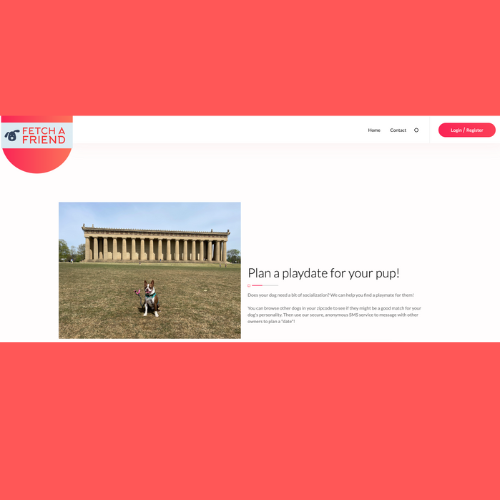 FETCH A
FRIEND
Home
Contact
Login / Register
Plan a playdate for your pup!
Does your dog need a bit of socialization? We can help you find a playmate for them!
You can browse other dogs in your zipcode to see if they might be a good match for your
dog's personality. Then use our secure, anonymous SMS service to message with other
owners to plan a "date"!